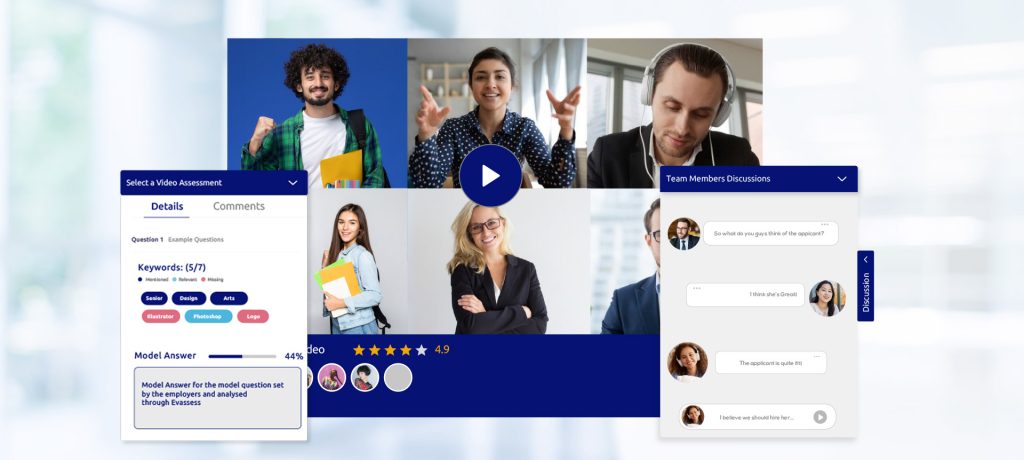 Select a Video Assessment
Details
Comments
Question 1 Example Questions
Keywords: (5/7)
Mentioned Relevant Missing
Senior Design Arts
Illustrator Photoshop Logo
Model Answer 44%
Model Answer for the model question set
by the employers and analysed
through Evassess
deo 4.9
Team Members Discussions
So what do you guys think of the appicant?
I think she's Great!
The applicant is quite fit!
I believe we should hire her...
Discussion